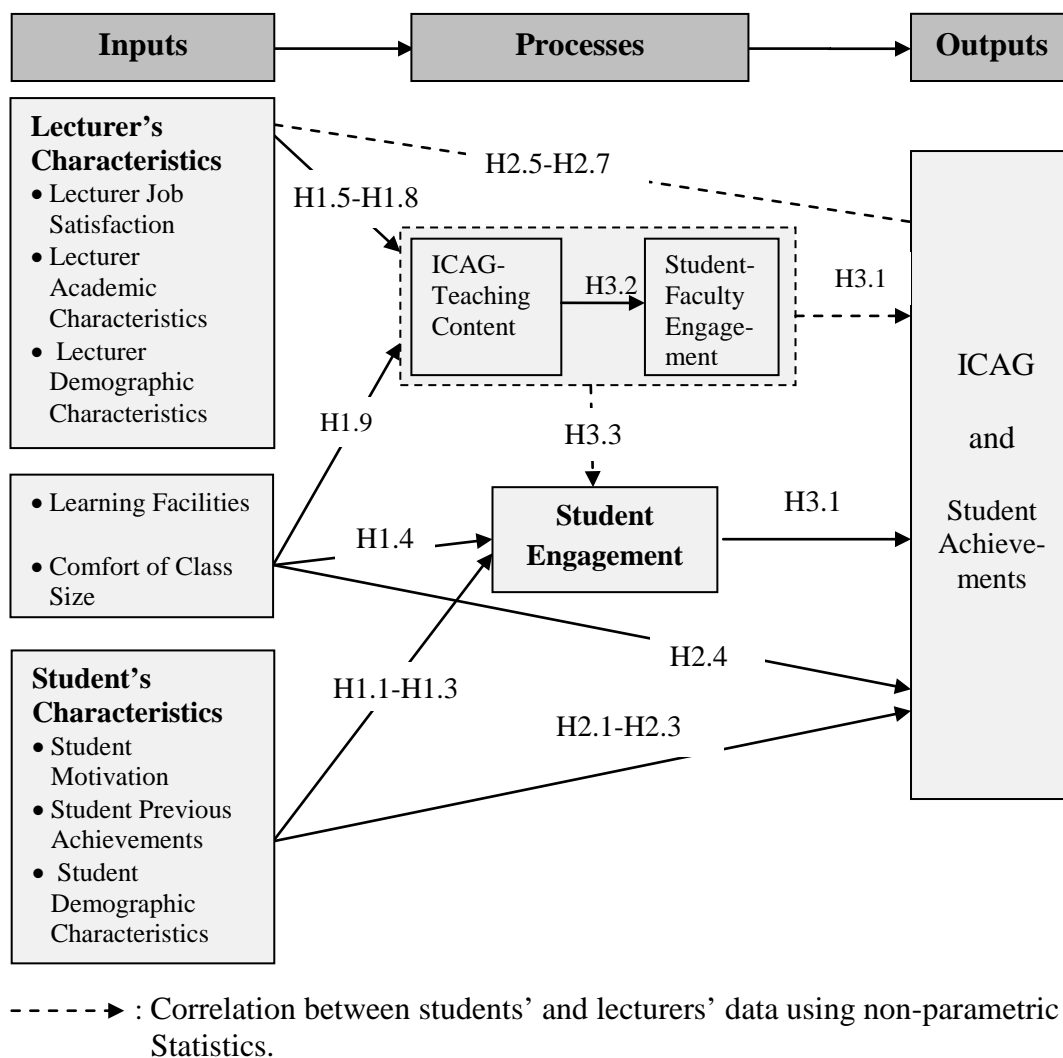 Inputs
Processes
Outputs
Lecturer’s
Characteristics
• Lecturer Job
Satisfaction
• Lecturer
Academic
Characteristics
• Lecturer
Demographic
Characteristics
H2.5-H2.7
H1.5-H1.8
ICAG-
Teaching
Content
H3.2
Student-
Faculty
Engage-
ment
H3.1
H1.9
H3.3
• Learning Facilities
• Comfort of Class
Size
H1.4
Student
Engagement
H3.1
ICAG
and
Student
Achieve-
ments
H2.4
Student’s
Characteristics
• Student
Motivation
• Student Previous
Achievements
• Student
Demographic
Characteristics
H1.1-H1.3
H2.1-H2.3
: Correlation between students’ and lecturers’ data using non-parametric
Statistics.